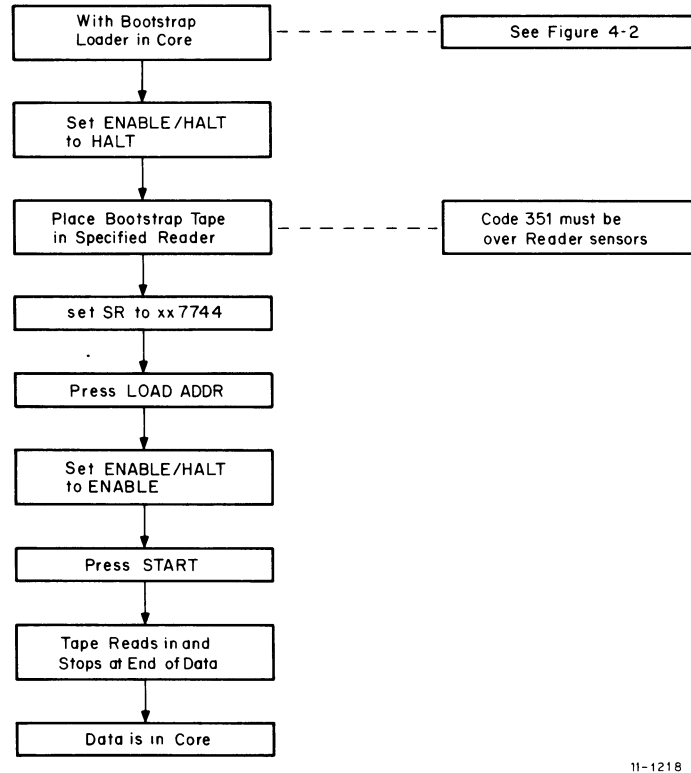 With Bootstrap
Loader in Core
See Figure 4-2
Set ENABLE/HALT
to HALT
Place Bootstrap Tape
in Specified Reader
Code 351 must be
over Reader sensors
set SR to xx7744
Press LOAD ADDR
Set ENABLE/HALT
to ENABLE
Press START
Tape Reads in and
Stops at End of Data
Data is in Core
11-1218